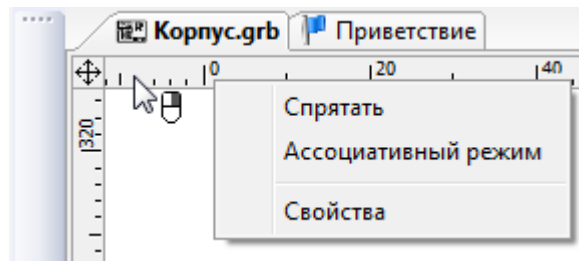 Корпус.grb Приветствие
0 20 40
Спрятать
320
Ассоциативный режим
Свойства